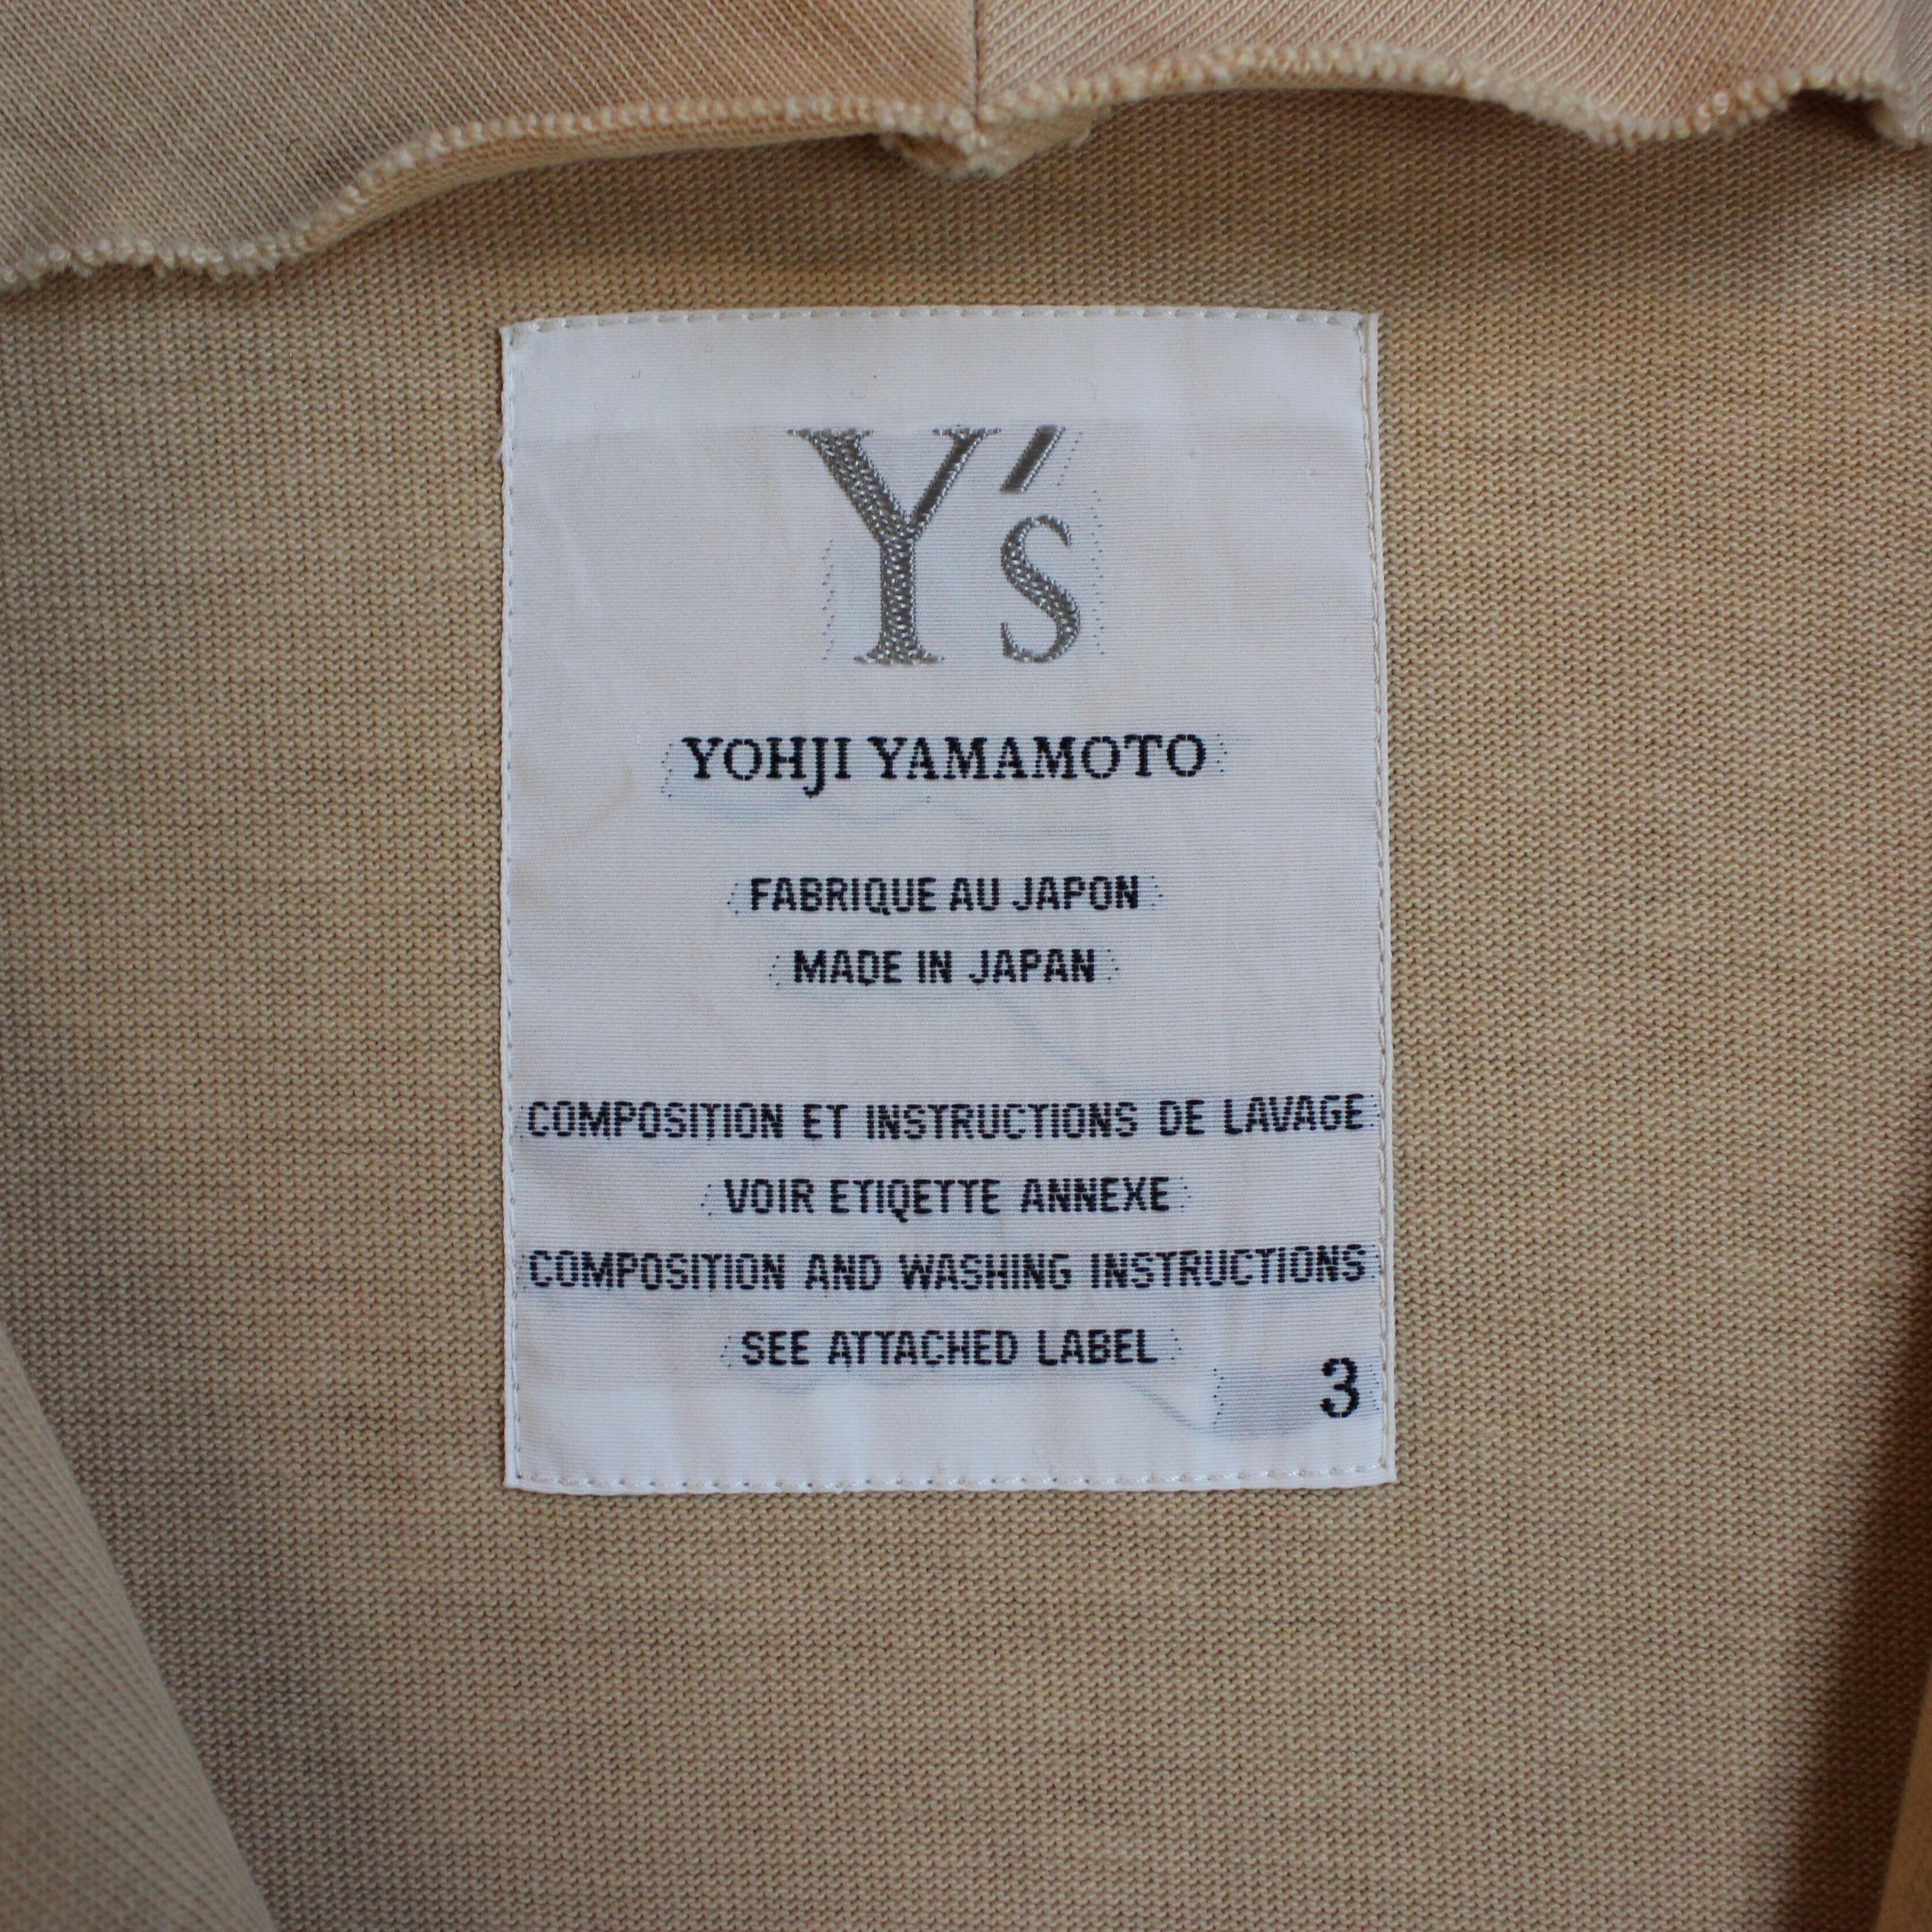 Y's
YOHJI YAMAMOTO
FABRIQUE AU JAPON
MADE IN JAPAN
COMPOSITION ET INSTRUCTIONS DE LAVAGE
VOIR ETIQETTE ANNEXE
COMPOSITION AND WASHING INSTRUCTIONS
SEE ATTACHED LABEL
3